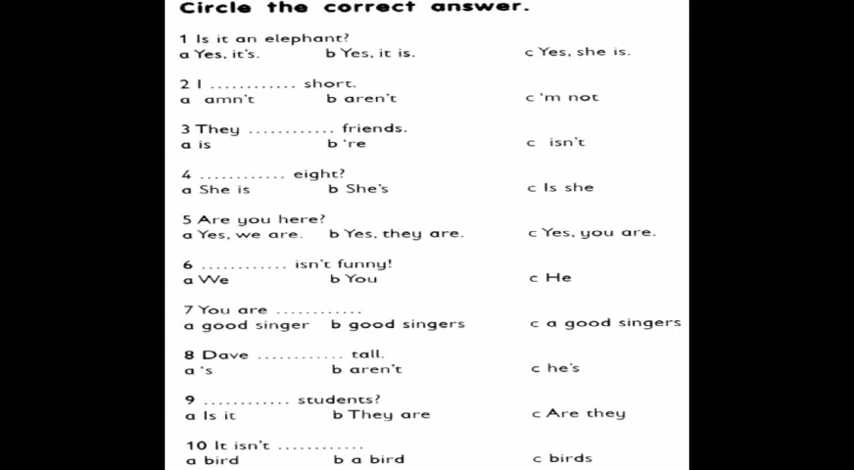 Circle the correct answer.
1 Is it an elephant?
a Yes, it's. b Yes, it is. c Yes, she is.
2 I ............ short.
a amn't b aren't c 'm not
3 They ............ friends.
a is b 're c isn't
4 ............ eight?
a She is b She's c Is she
5 Are you here?
a Yes, we are. b Yes, they are. c Yes, you are.
6 ............ isn't funny!
a We b You c He
7 You are ............
a good singer b good singers c a good singers
8 Dave ............ tall.
a 's b aren't c he's
9 ............ students?
a Is it b They are c Are they
10 It isn't ............
a bird b a bird c birds